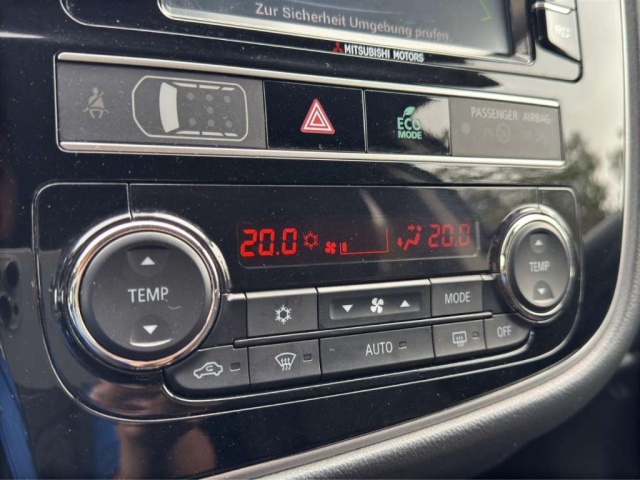 Zur Sicherheit Umgebung prüfen
MITSUBISHI MOTORS
ECO
MODE
PASSENGER AIRBAG
20.0 20.0
TEMP
TEMP
MODE
AUTO
OFF